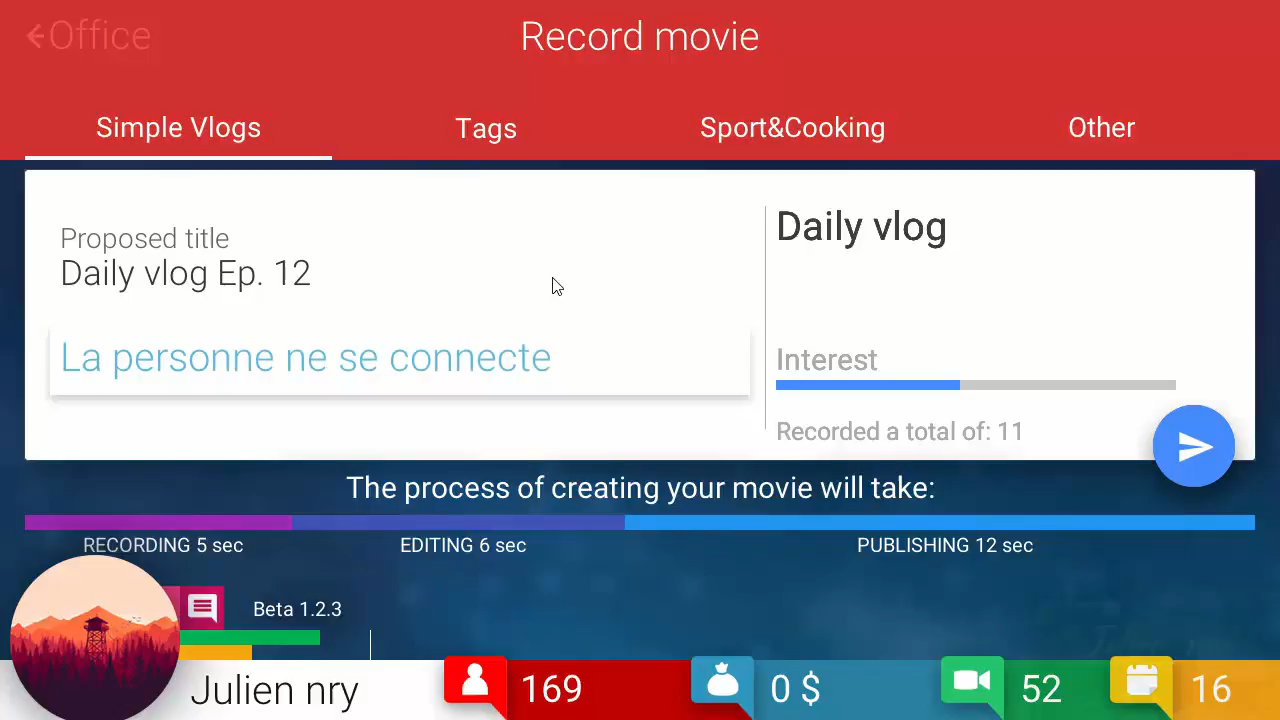 Office
Record movie
Simple Vlogs
Tags
Sport&Cooking
Other
Proposed title
Daily vlog Ep. 12
La personne ne se connecte
Daily vlog
Interest
Recorded a total of: 11
The process of creating your movie will take:
RECORDING 5 sec
EDITING 6 sec
PUBLISHING 12 sec
Beta 1.2.3
Julien nry
169
0 $
52
16